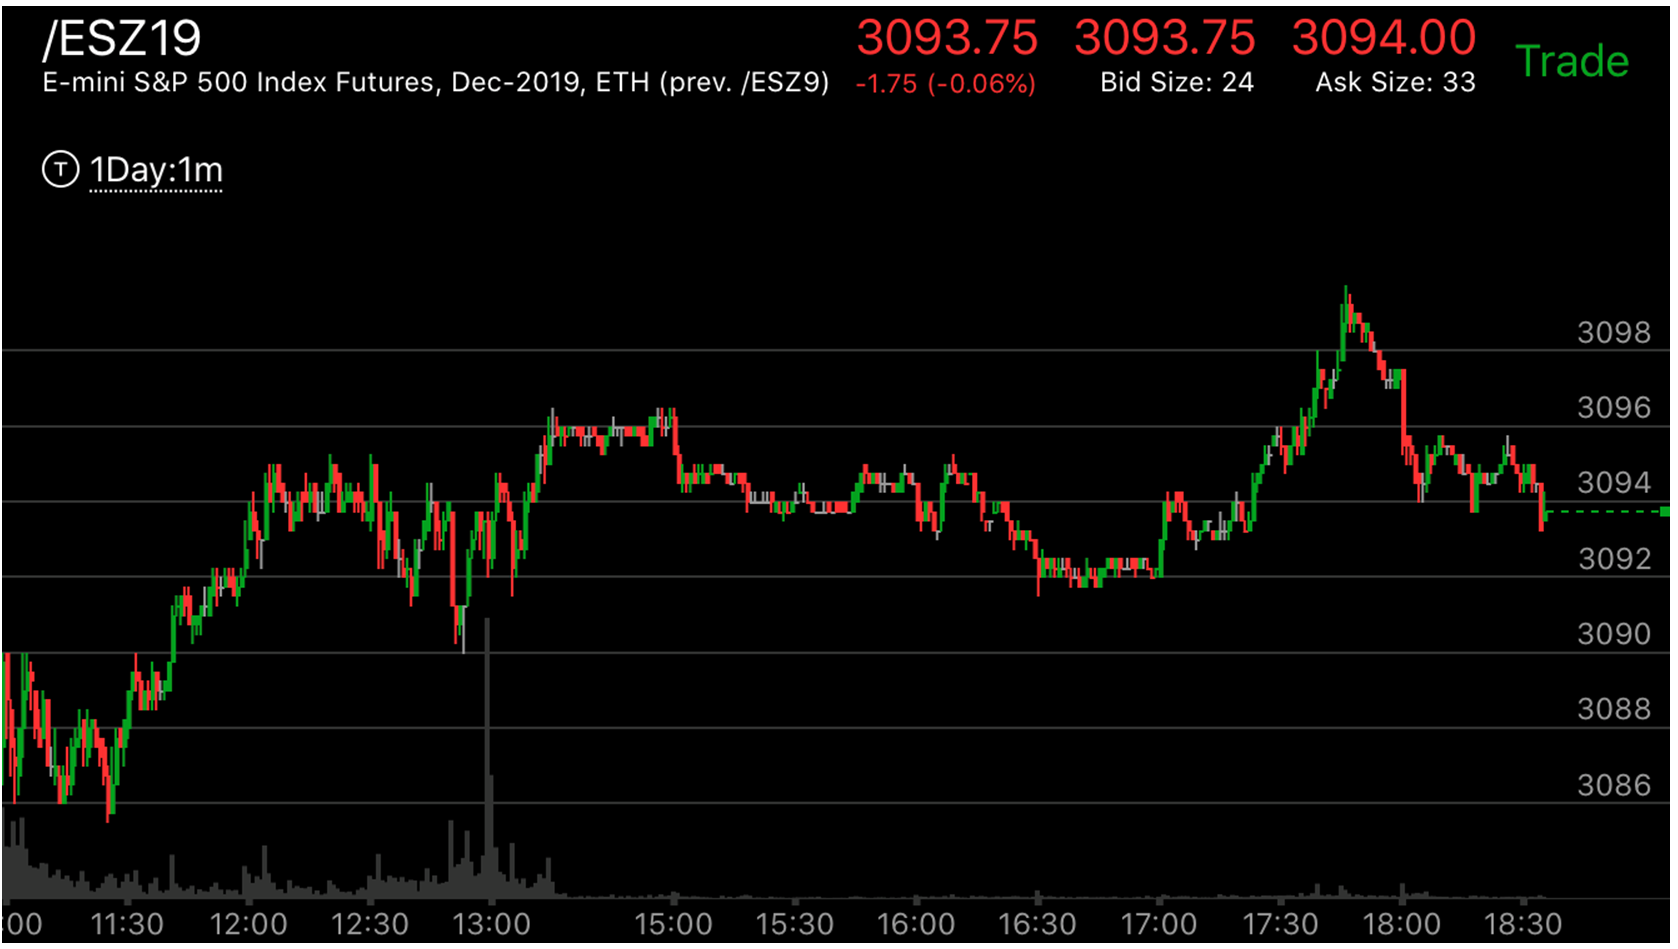 /ESZ19 3093.75 3093.75 3094.00 Trade
E-mini S&P 500 Index Futures, Dec-2019, ETH (prev. /ESZ9) -1.75 (-0.06%) Bid Size: 24 Ask Size: 33
T 1Day:1m
3098
3096
3094
3092
3090
3088
3086
:00 11:30 12:00 12:30 13:00 15:00 15:30 16:00 16:30 17:00 17:30 18:00 18:30